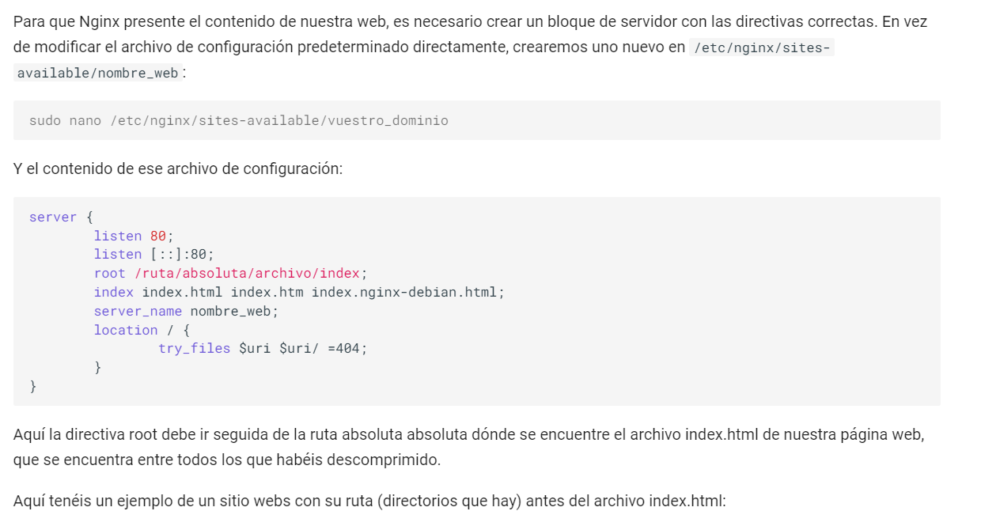 Para que Nginx presente el contenido de nuestra web, es necesario crear un bloque de servidor con las directivas correctas. En vez
de modificar el archivo de configuración predeterminado directamente, crearemos uno nuevo en /etc/nginx/sites-
available/nombre_web:
sudo nano /etc/nginx/sites-available/vuestro_dominio
Y el contenido de ese archivo de configuración:
server {
listen 80;
listen [::]:80;
root /ruta/absoluta/archivo/index;
index index.html index.htm index.nginx-debian.html;
server_name nombre_web;
location / {
try_files $uri $uri/ =404;
}
}
Aquí la directiva root debe ir seguida de la ruta absoluta absoluta dónde se encuentre el archivo index.html de nuestra página web,
que se encuentra entre todos los que habéis descomprimido.
Aquí tenéis un ejemplo de un sitio webs con su ruta (directorios que hay) antes del archivo index.html: